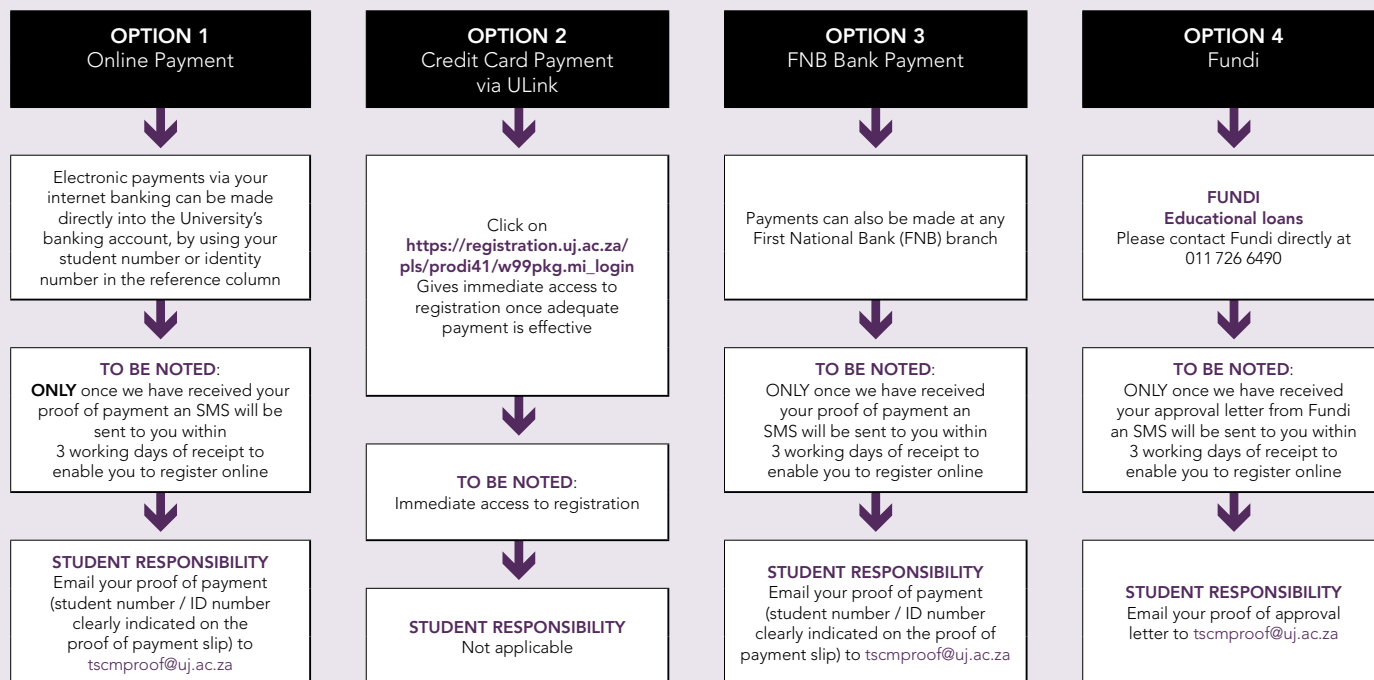 OPTION 1
Online Payment
Electronic payments via your
internet banking can be made
directly into the University's
banking account, by using your
student number or identity
number in the reference column
TO BE NOTED:
ONLY once we have received your
proof of payment an SMS will be
sent to you within
3 working days of receipt to
enable you to register online
STUDENT RESPONSIBILITY
Email your proof of payment
(student number / ID number
clearly indicated on the
proof of payment slip) to
tscmproof@uj.ac.za
OPTION 2
Credit Card Payment
via ULink
Click on
https://registration.uj.ac.za/
pls/prodi41/w99pkg.mi_login
Gives immediate access to
registration once adequate
payment is effective
TO BE NOTED:
Immediate access to registration
STUDENT RESPONSIBILITY
Not applicable
OPTION 3
FNB Bank Payment
Payments can also be made at any
First National Bank (FNB) branch
TO BE NOTED:
ONLY once we have received
your proof of payment an
SMS will be sent to you within
3 working days of receipt to
enable you to register online
STUDENT RESPONSIBILITY
Email your proof of payment
(student number / ID number
clearly indicated on the proof of
payment slip) to tscmproof@uj.ac.za
OPTION 4
Fundi
FUNDI
Educational loans
Please contact Fundi directly at
011 726 6490
TO BE NOTED:
ONLY once we have received
your approval letter from Fundi
an SMS will be sent to you within
3 working days of receipt to
enable you to register online
STUDENT RESPONSIBILITY
Email your proof of approval
letter to tscmproof@uj.ac.za